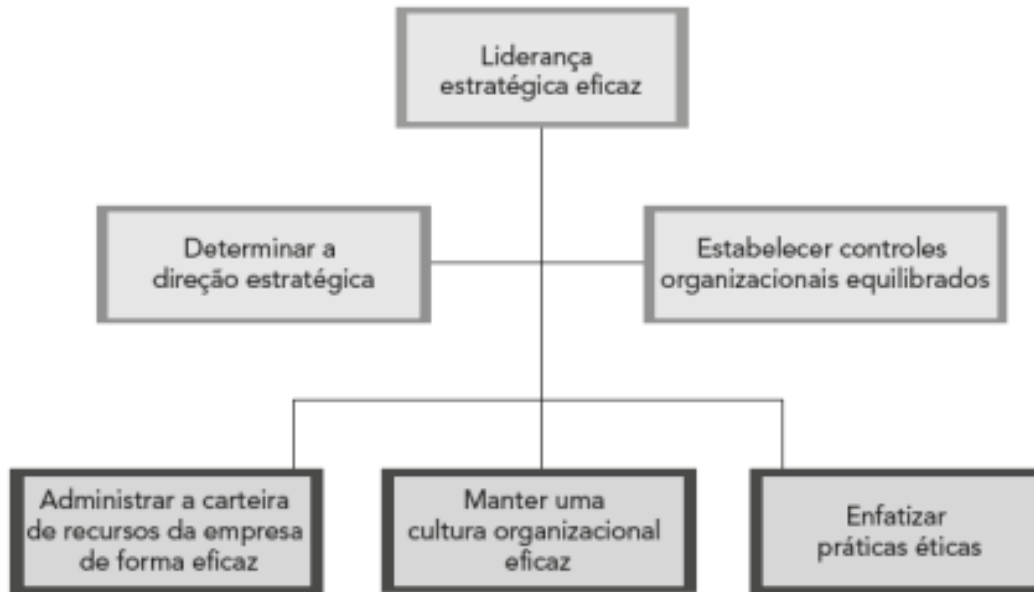 Liderança
estratégica eficaz
Determinar a
direção estratégica
Estabelecer controles
organizacionais equilibrados
Administrar a carteira
de recursos da empresa
de forma eficaz
Manter uma
cultura organizacional
eficaz
Enfatizar
práticas éticas